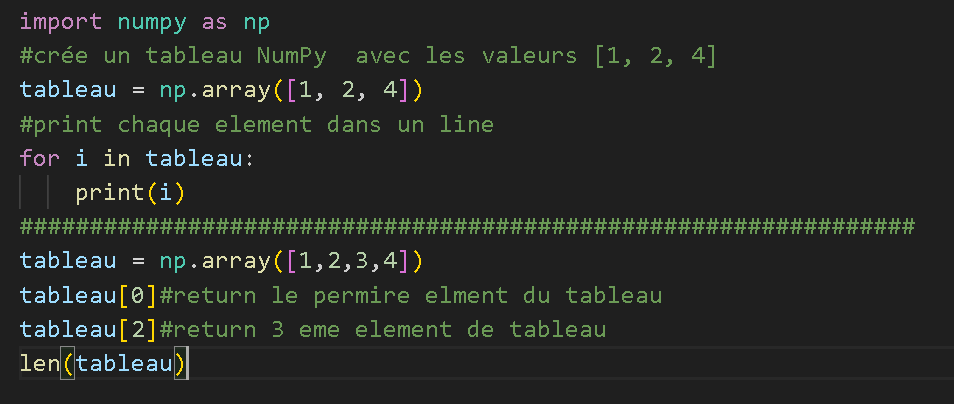 import numpy as np
#crée un tableau NumPy  avec les valeurs [1, 2, 4]
tableau = np.array([1, 2, 4])
#print chaque element dans un line
for i in tableau:
    print(i)
################################################################
tableau = np.array([1,2,3,4])
tableau[0]#return le permire elment du tableau
tableau[2]#return 3 eme element de tableau
len(tableau)